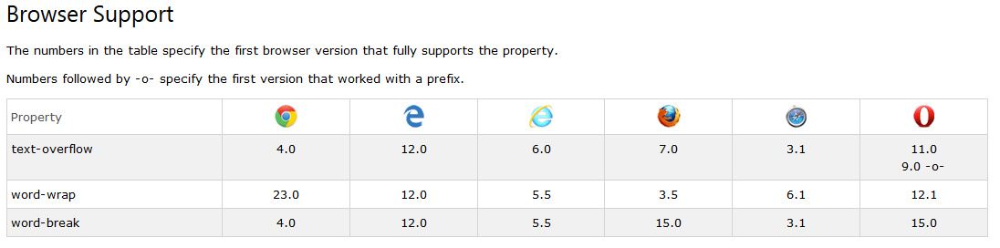 Browser Support
The numbers in the table specify the first browser version that fully supports the property.
Numbers followed by -o- specify the first version that worked with a prefix.
Property
text-overflow 4.0 12.0 6.0 7.0 3.1 11.0
9.0 -o-
word-wrap 23.0 12.0 5.5 3.5 6.1 12.1
word-break 4.0 12.0 5.5 15.0 3.1 15.0